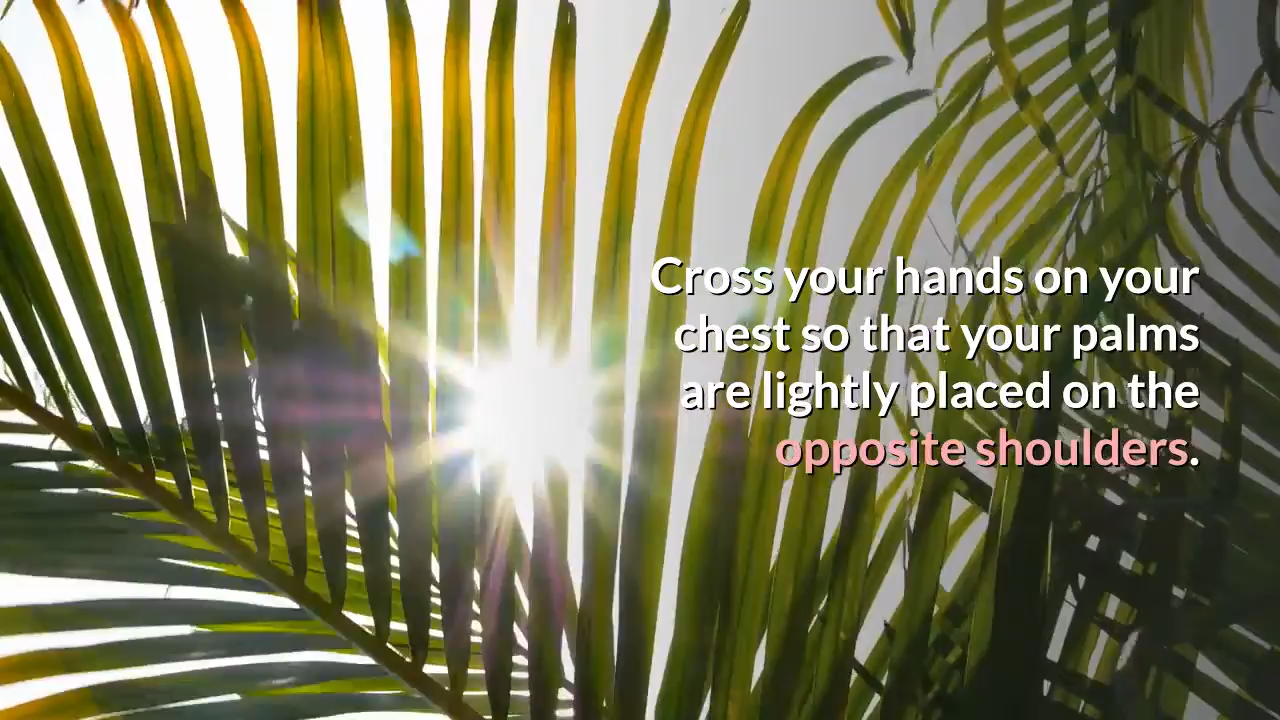 Cross your hands on your
chest so that your palms
are lightly placed on the
opposite shoulders.